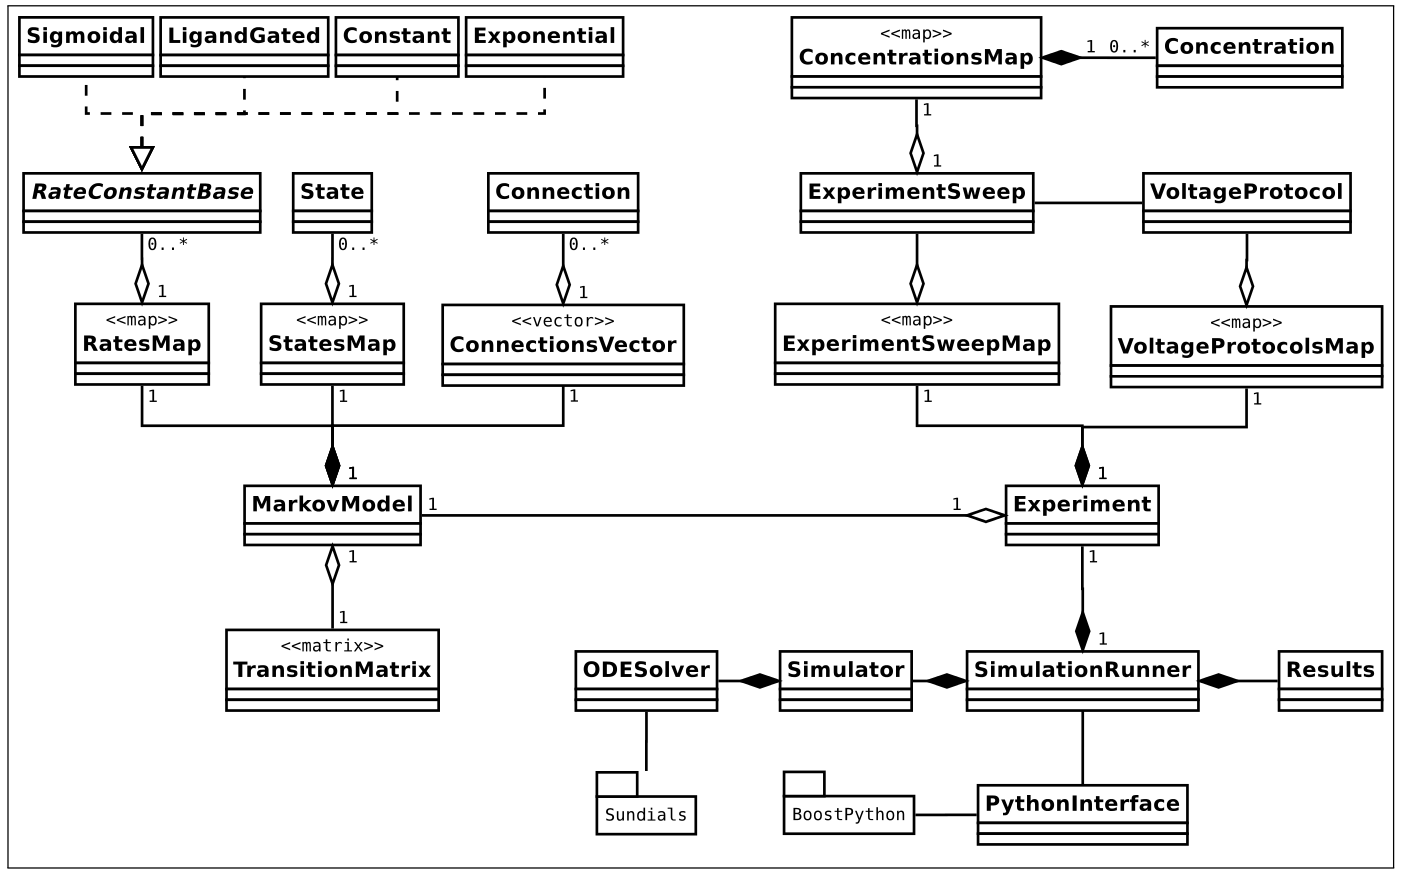 Sigmoidal
LigandGated
Constant
Exponential
<<map>>
ConcentrationsMap
1 0..*
Concentration
1
1
RateConstantBase
State
Connection
ExperimentSweep
VoltageProtocol
0..*
0..*
0..*
1
1
1
<<map>>
RatesMap
<<map>>
StatesMap
<<vector>>
ConnectionsVector
<<map>>
ExperimentSweepMap
<<map>>
VoltageProtocolsMap
1
1
1
1
1
1
1
MarkovModel
1
1
Experiment
1
1
1
1
<<matrix>>
TransitionMatrix
ODESolver
Simulator
SimulationRunner
Results
Sundials
BoostPython
PythonInterface